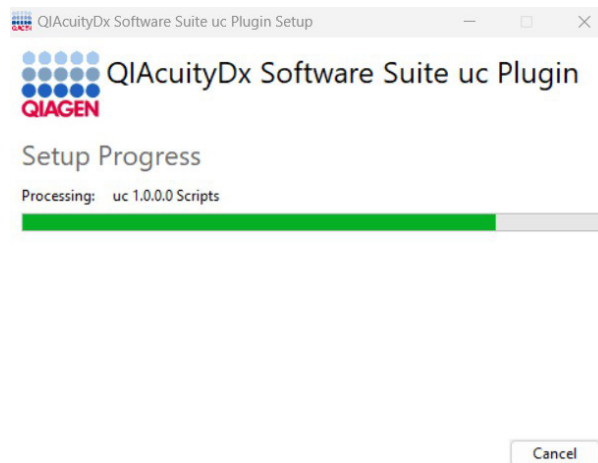 QIAcuityDx Software Suite uc Plugin Setup
QIAcuityDx Software Suite uc Plugin
QIAGEN
Setup Progress
Processing: uc 1.0.0.0 Scripts
Cancel